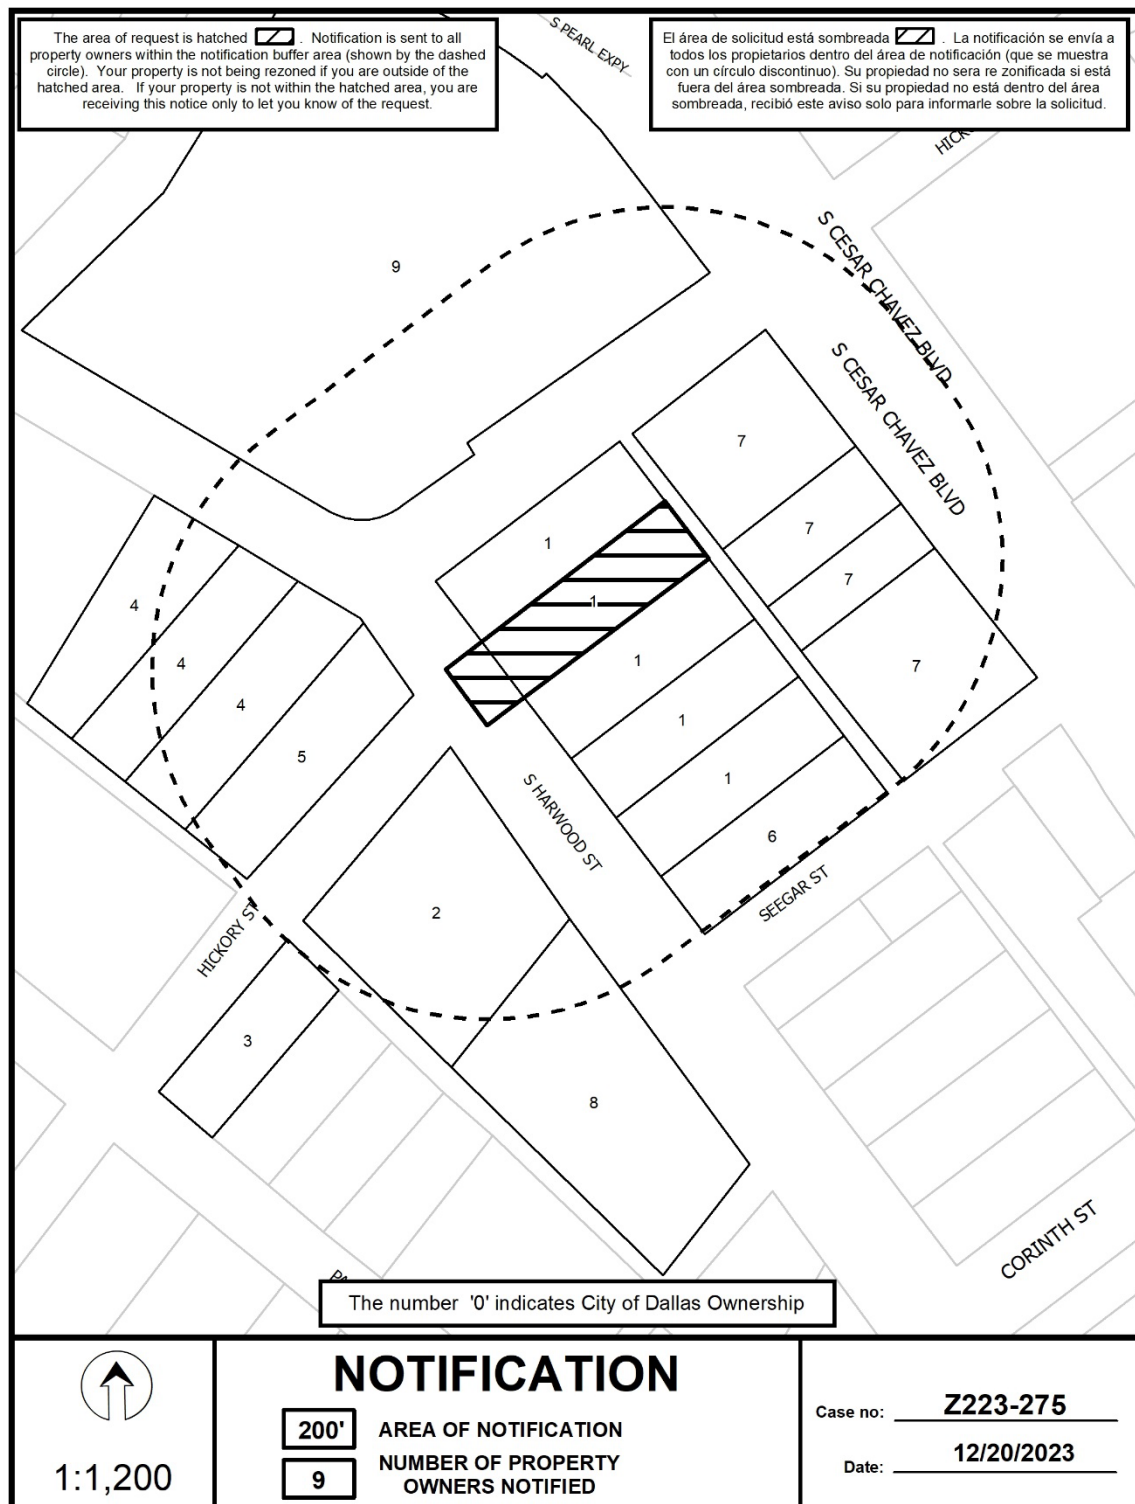 The area of request is hatched . Notification is sent to all
property owners within the notification buffer area (shown by the dashed
circle). Your property is not being rezoned if you are outside of the
hatched area. If your property is not within the hatched area, you are
receiving this notice only to let you know of the request.
El área de solicitud está sombreada . La notificación se envía a
todos los propietarios dentro del área de notificación (que se muestra
con un círculo discontinuo). Su propiedad no sera re zonificada si está
fuera del área sombreada. Si su propiedad no está dentro del área
sombreada, recibió este aviso solo para informarle sobre la solicitud.
S PEARL EXPY
S CESAR CHAVEZ BLVD
S CESAR CHAVEZ BLVD
9
7
7
7
7
1
1
1
1
1
6
4
4
4
5
S HARWOOD ST
SEEGAR ST
2
HICKORY ST
3
8
CORINTH ST
The number '0' indicates City of Dallas Ownership
1:1,200
NOTIFICATION
200' AREA OF NOTIFICATION
9 NUMBER OF PROPERTY
OWNERS NOTIFIED
Case no: Z223-275
Date: 12/20/2023